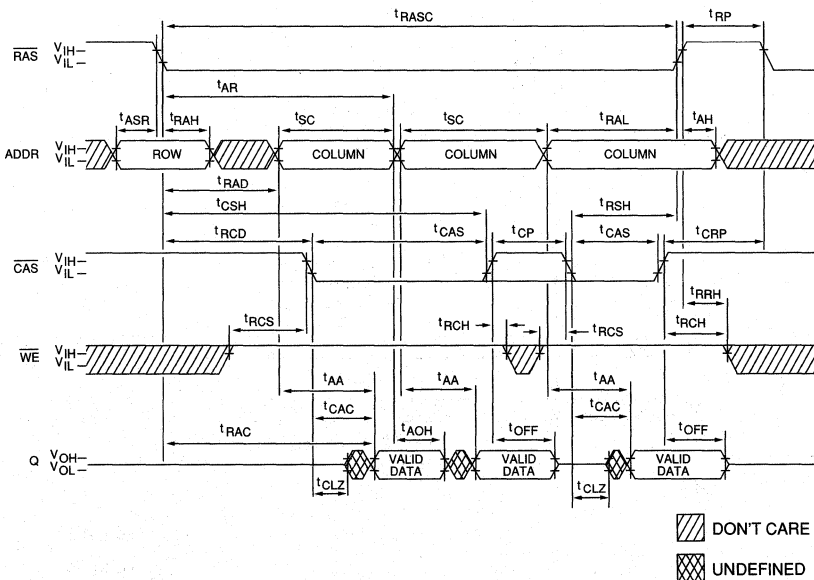 tRASC tRP
RAS VIH VIL
tAR
tASR tRAH tSC tSC tRAL tAH
ADDR VIH VIL ROW COLUMN COLUMN COLUMN
tRAD
tCSH tRSH
tRCD tCAS tCP tCAS tCRP
CAS VIH VIL
tRRH
tRCS tRCH tRCS tRCH
WE VIH VIL
tAA tAA tAA
tCAC tCAC
tRAC tAOH tOFF tOFF
Q VOH VOL VALID DATA VALID DATA VALID DATA
tCLZ tCLZ
DON'T CARE
UNDEFINED